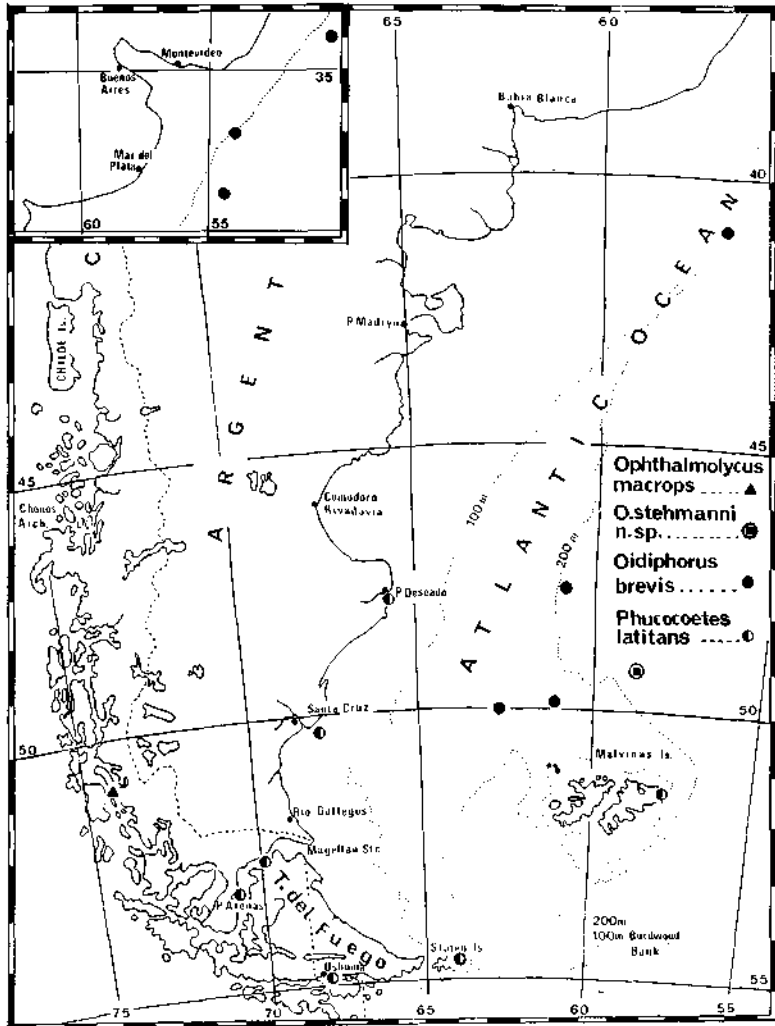 65
60
Montevideo
Buenos
Aires
35
Mar del
Plata
60
55
Bahia Blanca
40
C
CHILOE Is.
ARGENT
P.Madryn
ATLANTIC OCEAN
45
45
Chonos
Arch.
Comodoro
Rivadavia
100m
200m
P.Deseado
Ophthalmolycus
macrops
O.stehmanni
n.sp.
Oidiphorus
brevis
Phucocoetes
latitans
Santa Cruz
50
50
Malvinas Is.
Rio Gallegos
Magellan Str.
P.Arenas
T. del Fuego
Ushuaia
Staten Is
200m
100m Burdwood
Bank
75
70
65
60
55